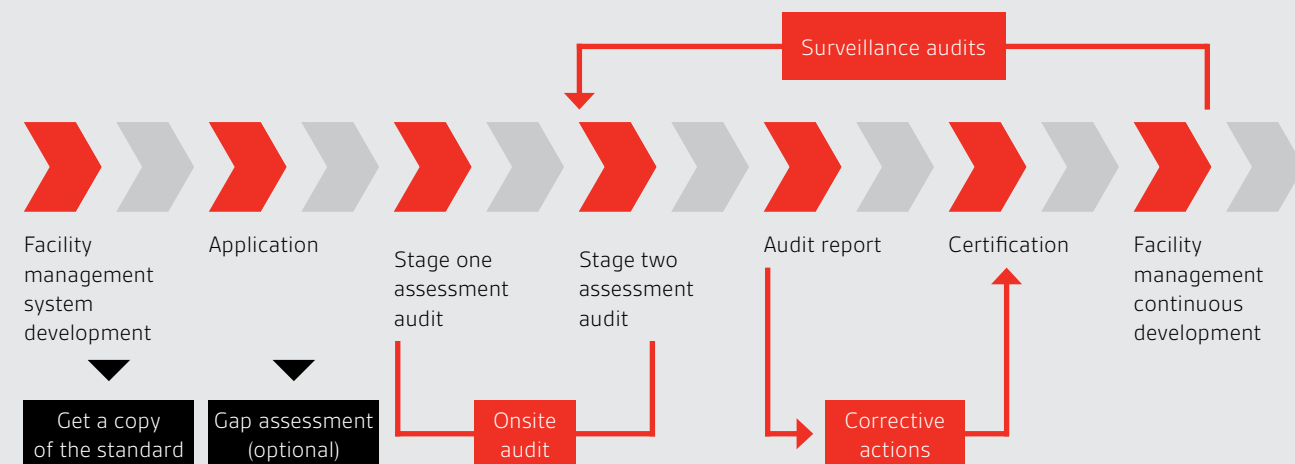 Surveillance audits
Facility
management
system
development
Application
Stage one
assessment
audit
Stage two
assessment
audit
Audit report
Certification
Facility
management
continuous
development
Get a copy
of the standard
Gap assessment
(optional)
Onsite
audit
Corrective
actions